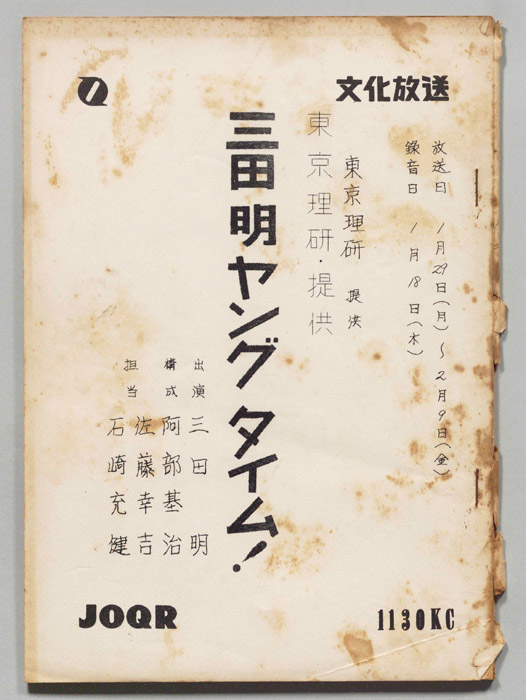 文化放送
放送日 1月29日(月)〜2月9日(金)
録音日 1月18日(木)
東京理研 提供
東京理研・提供
三田明ヤングタイム!
出演 三田明
構成 阿部基治
担当 佐藤幸吉
石崎充健
JOQR
1130KC